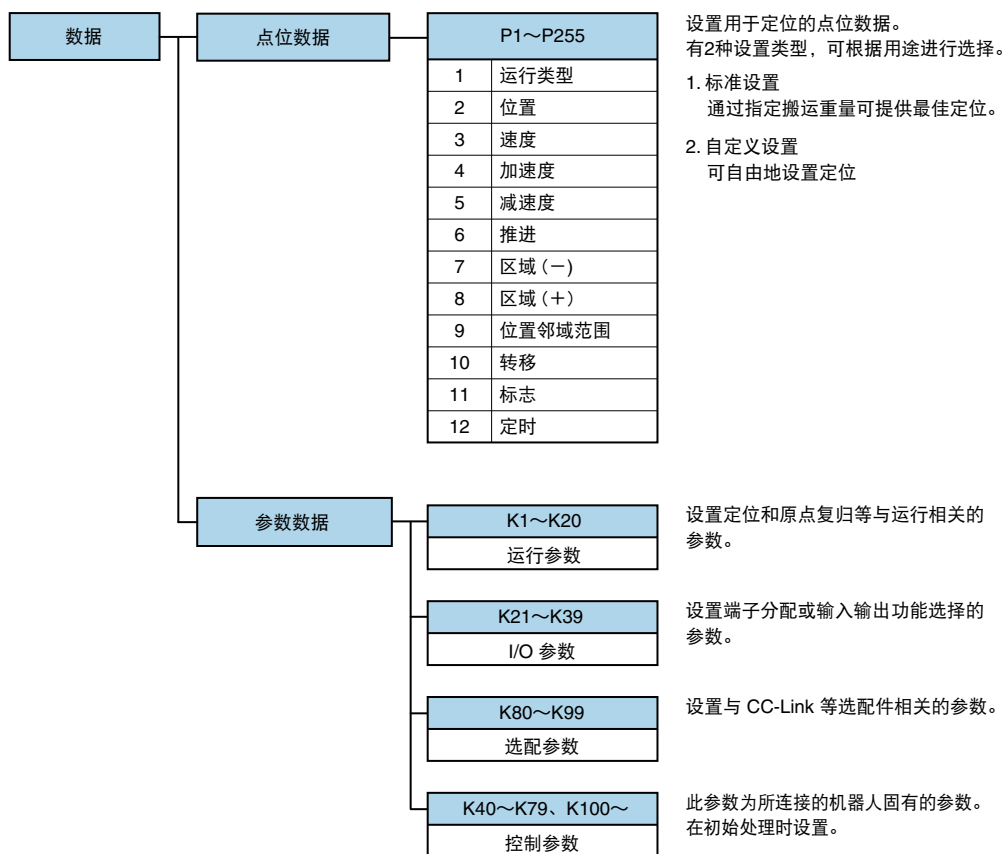 数据
点位数据
P1～P255
1 运行类型
2 位置
3 速度
4 加速度
5 减速度
6 推进
7 区域（－)
8 区域（＋）
9 位置邻域范围
10 转移
11 标志
12 定时
设置用于定位的点位数据。
有2种设置类型，可根据用途进行选择。
1. 标准设置
通过指定搬运重量可提供最佳定位。
2. 自定义设置
可自由地设置定位
参数数据
K1～K20
运行参数
设置定位和原点复归等与运行相关的
参数。
K21～K39
I/O 参数
设置端子分配或输入输出功能选择的
参数。
K80～K99
选配参数
设置与 CC-Link 等选配件相关的参数。
K40～K79、K100～
控制参数
此参数为所连接的机器人固有的参数。
在初始处理时设置。